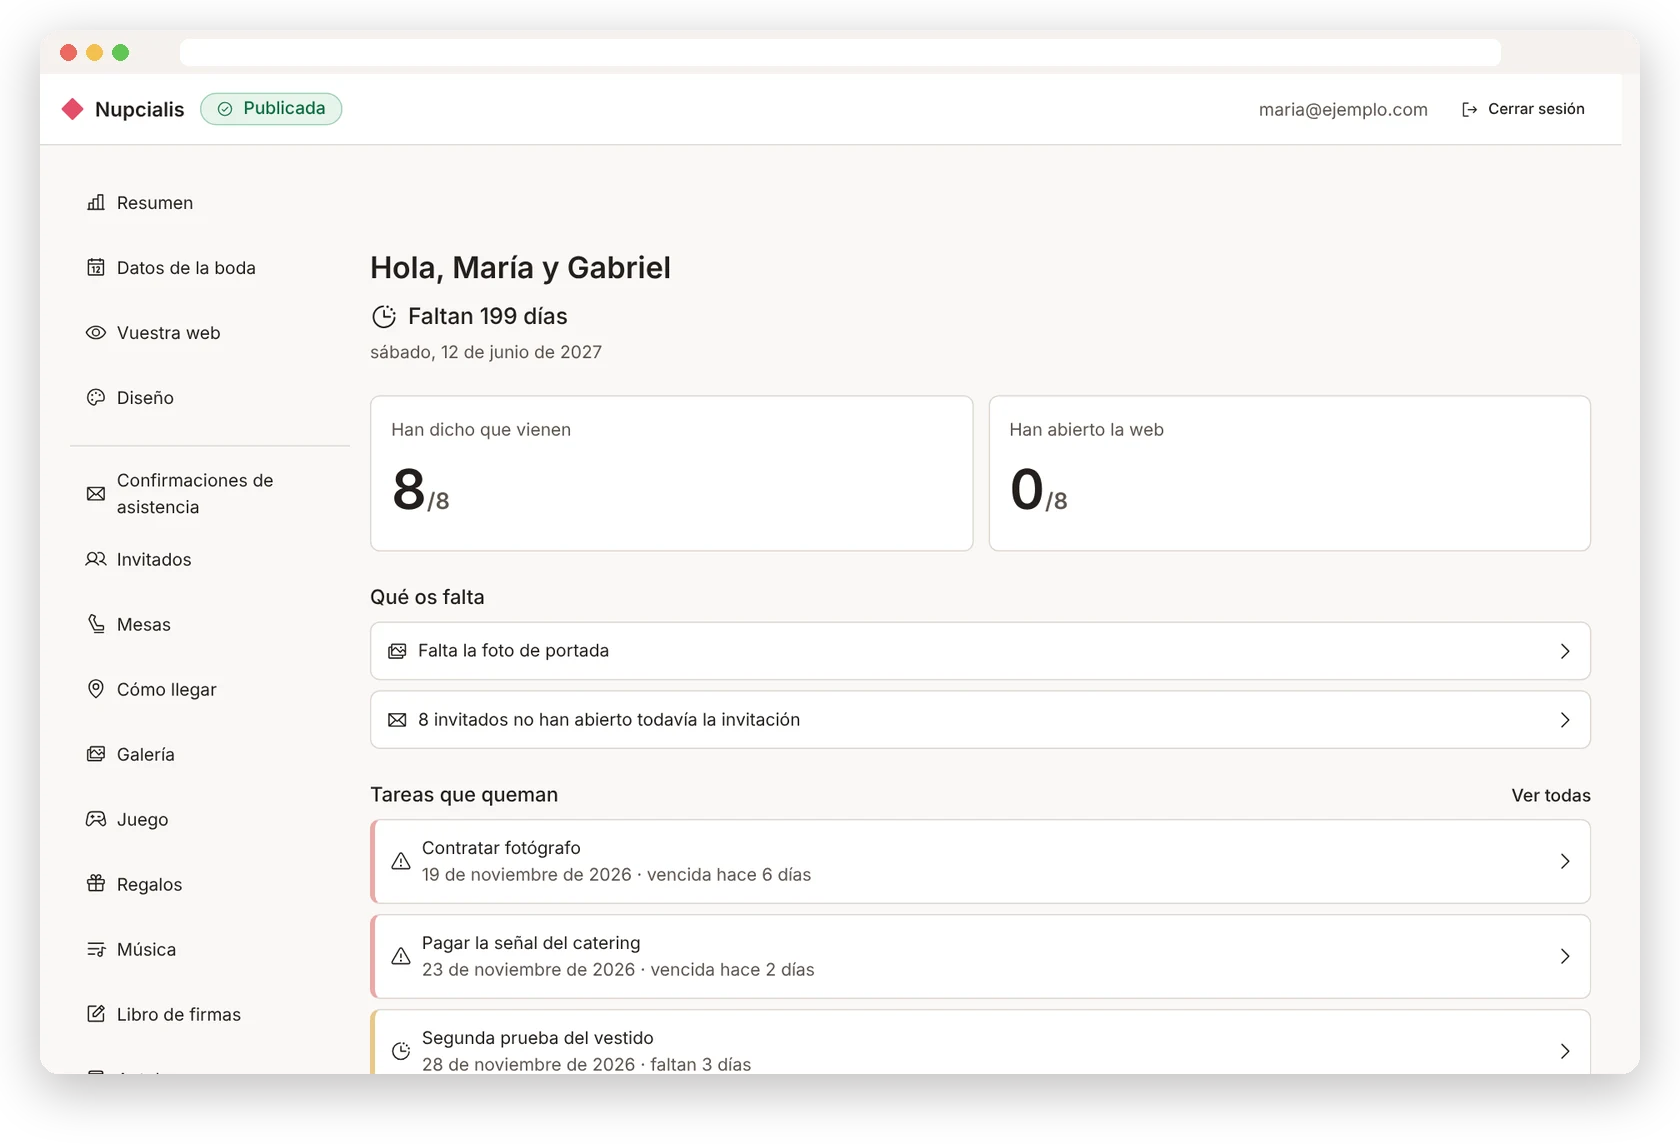 Nupcialis
Publicada
maria@ejemplo.com
Cerrar sesión
Resumen
Datos de la boda
Vuestra web
Diseño
Confirmaciones de
asistencia
Invitados
Mesas
Cómo llegar
Galería
Juego
Regalos
Música
Libro de firmas
Hola, María y Gabriel
Faltan 199 días
sábado, 12 de junio de 2027
Han dicho que vienen
8/8
Han abierto la web
0/8
Qué os falta
Falta la foto de portada
8 invitados no han abierto todavía la invitación
Tareas que queman
Ver todas
Contratar fotógrafo
19 de noviembre de 2026 · vencida hace 6 días
Pagar la señal del catering
23 de noviembre de 2026 · vencida hace 2 días
Segunda prueba del vestido
28 de noviembre de 2026 · faltan 3 días